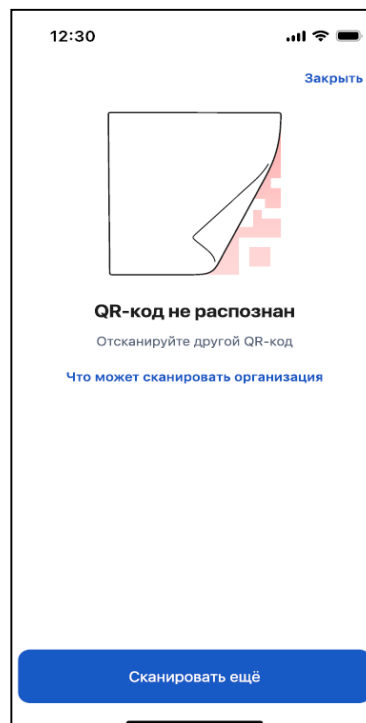 12:30
Закрыть
QR-код не распознан
Отсканируйте другой QR-код
Что может сканировать организация
Сканировать ещё